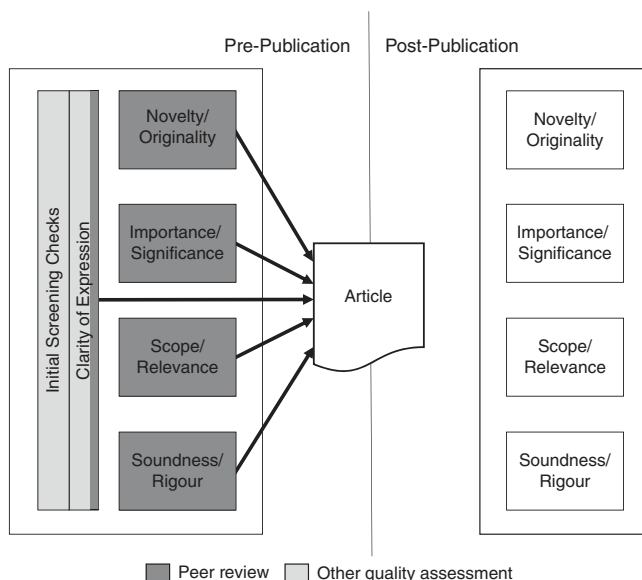 Pre-Publication
Post-Publication
Initial Screening Checks
Clarity of Expression
Novelty/
Originality
Importance/
Significance
Scope/
Relevance
Soundness/
Rigour
Article
Novelty/
Originality
Importance/
Significance
Scope/
Relevance
Soundness/
Rigour
Peer review
Other quality assessment